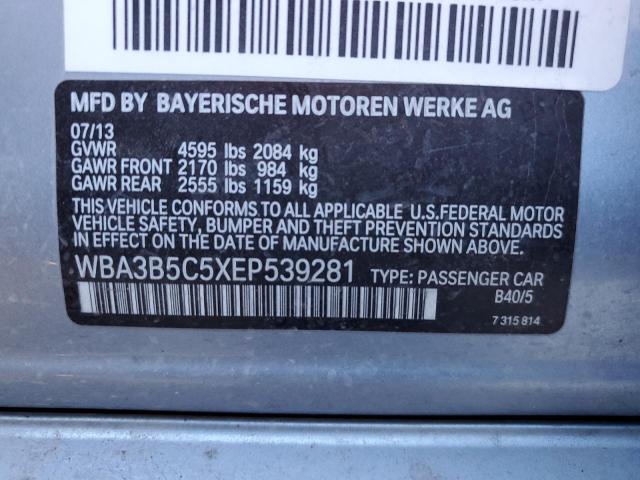 MFD BY BAYERISCHE MOTOREN WERKE AG
07/13
GVWR 4595 lbs 2084 kg
GAWR FRONT 2170 lbs 984 kg
GAWR REAR 2555 lbs 1159 kg
THIS VEHICLE CONFORMS TO ALL APPLICABLE U.S.FEDERAL MOTOR
VEHICLE SAFETY, BUMPER AND THEFT PREVENTION STANDARDS
IN EFFECT ON THE DATE OF MANUFACTURE SHOWN ABOVE.
WBA3B5C5XEP539281 TYPE: PASSENGER CAR
B40/5
7 315 814